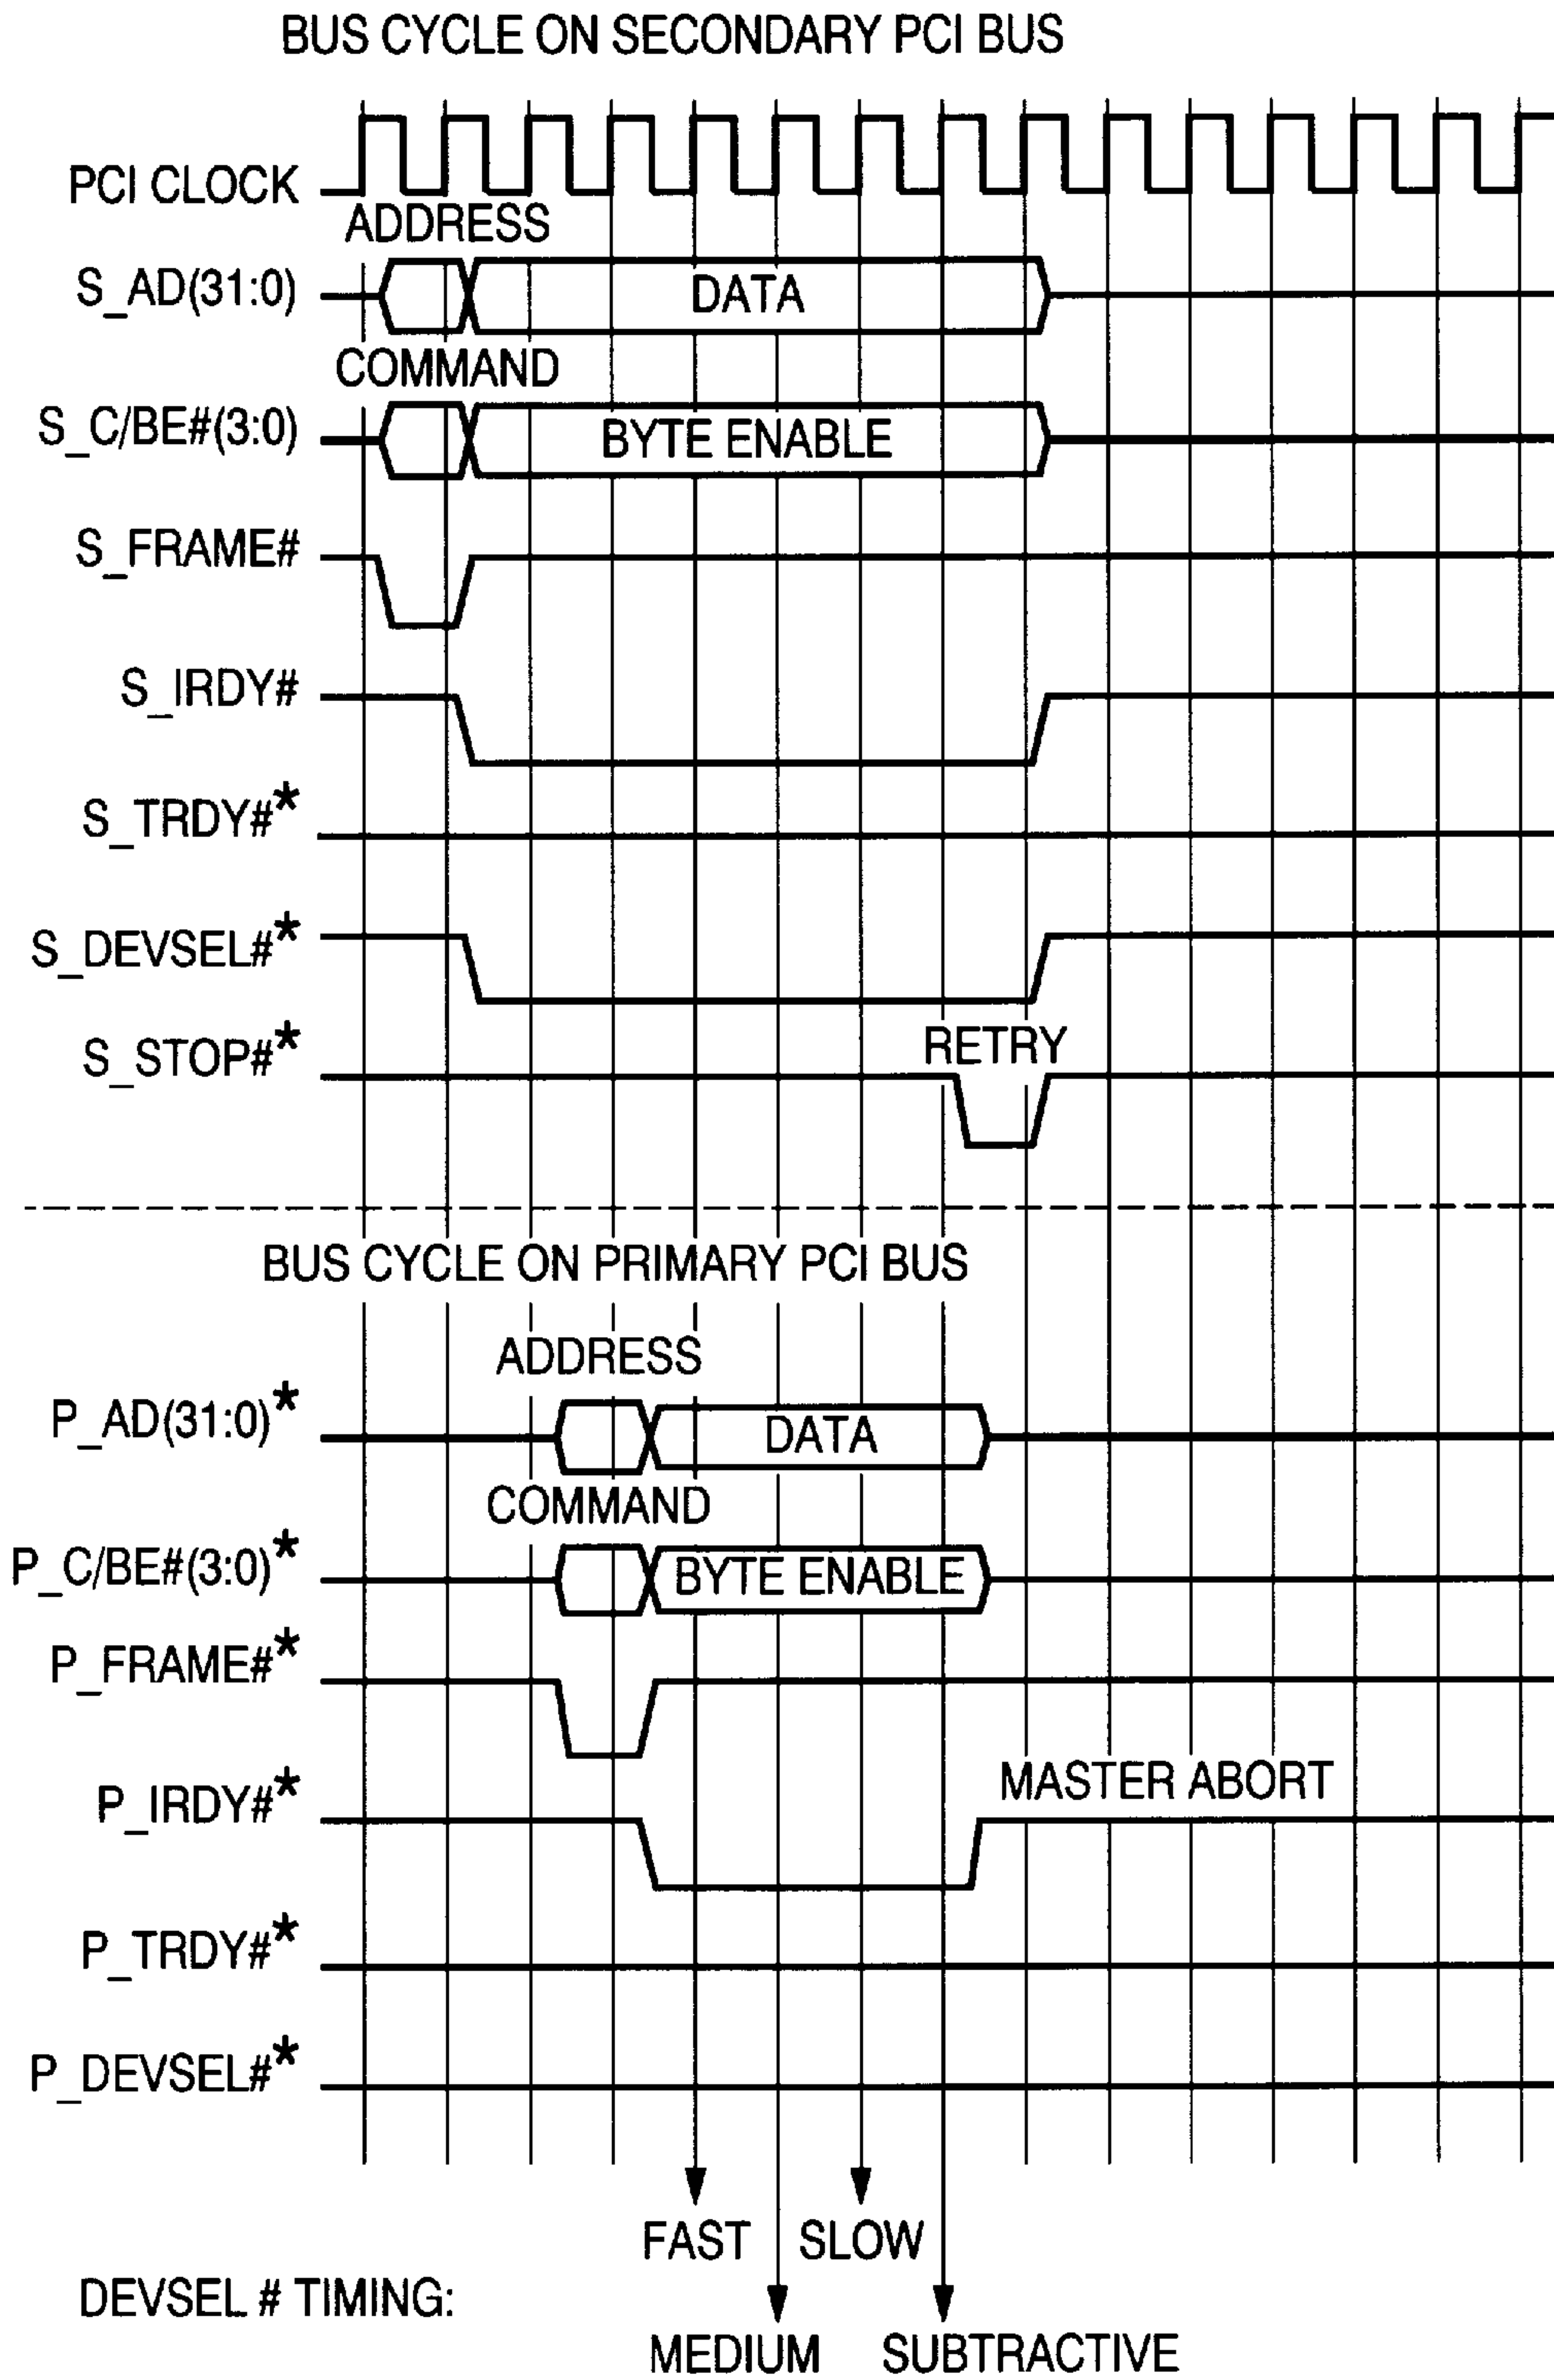 BUS CYCLE ON SECONDARY PCI BUS
PCI CLOCK
ADDRESS
S_AD(31:0)
DATA
COMMAND
S_C/BE#(3:0)
BYTE ENABLE
S_FRAME#
S_IRDY#
S_TRDY#*
S_DEVSEL#*
S_STOP#*
RETRY
BUS CYCLE ON PRIMARY PCI BUS
ADDRESS
P_AD(31:0)*
DATA
COMMAND
P_C/BE#(3:0)*
BYTE ENABLE
P_FRAME#*
P_IRDY#*
MASTER ABORT
P_TRDY#*
P_DEVSEL#*
FAST SLOW
DEVSEL # TIMING:
MEDIUM SUBTRACTIVE